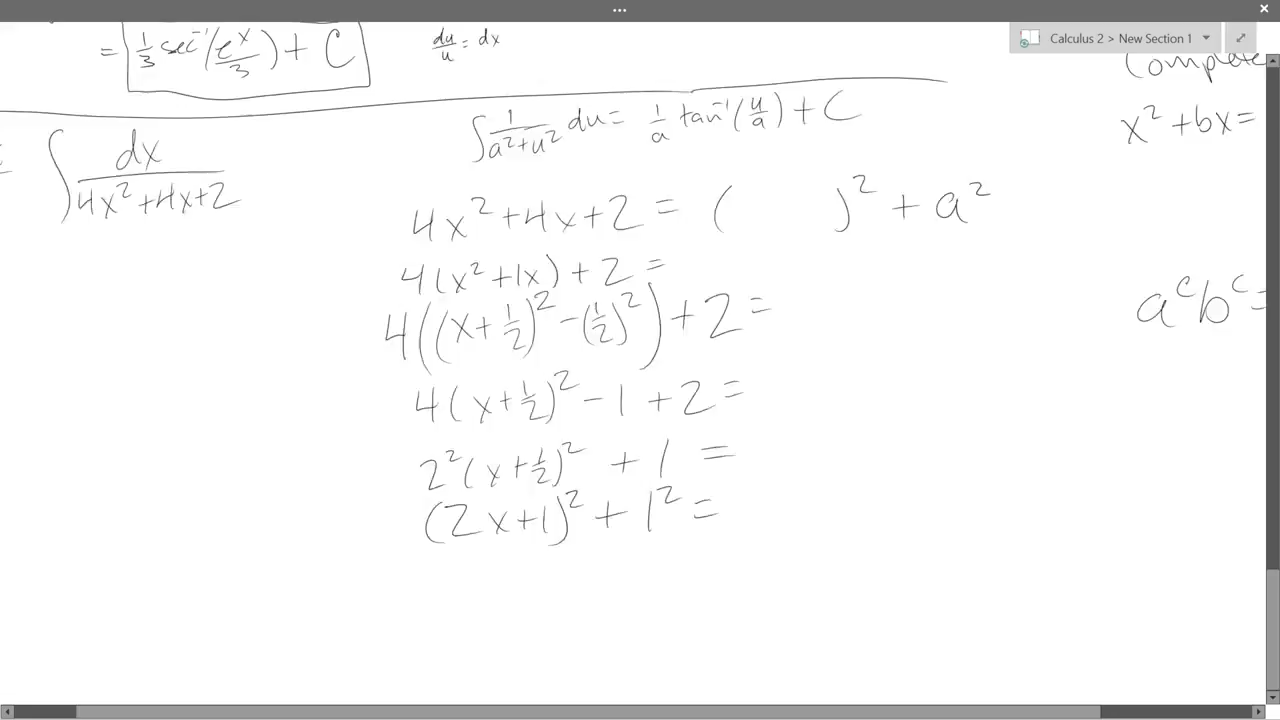 ...
Calculus 2 > New Section 1
= 1/3 sec⁻¹(eˣ/3) + C
du/u = dx
Complete
∫ 1/(a²+u²) du = 1/a tan⁻¹(u/a) + C
x² + bx =
∫ dx/(4x²+4x+2)
4x² + 4x + 2 = ( )² + a²
4(x² + 1x) + 2 =
4((x + 1/2)² - (1/2)²) + 2 =
aᶜbᶜ =
4(x + 1/2)² - 1 + 2 =
2²(x + 1/2)² + 1 =
(2x + 1)² + 1² =